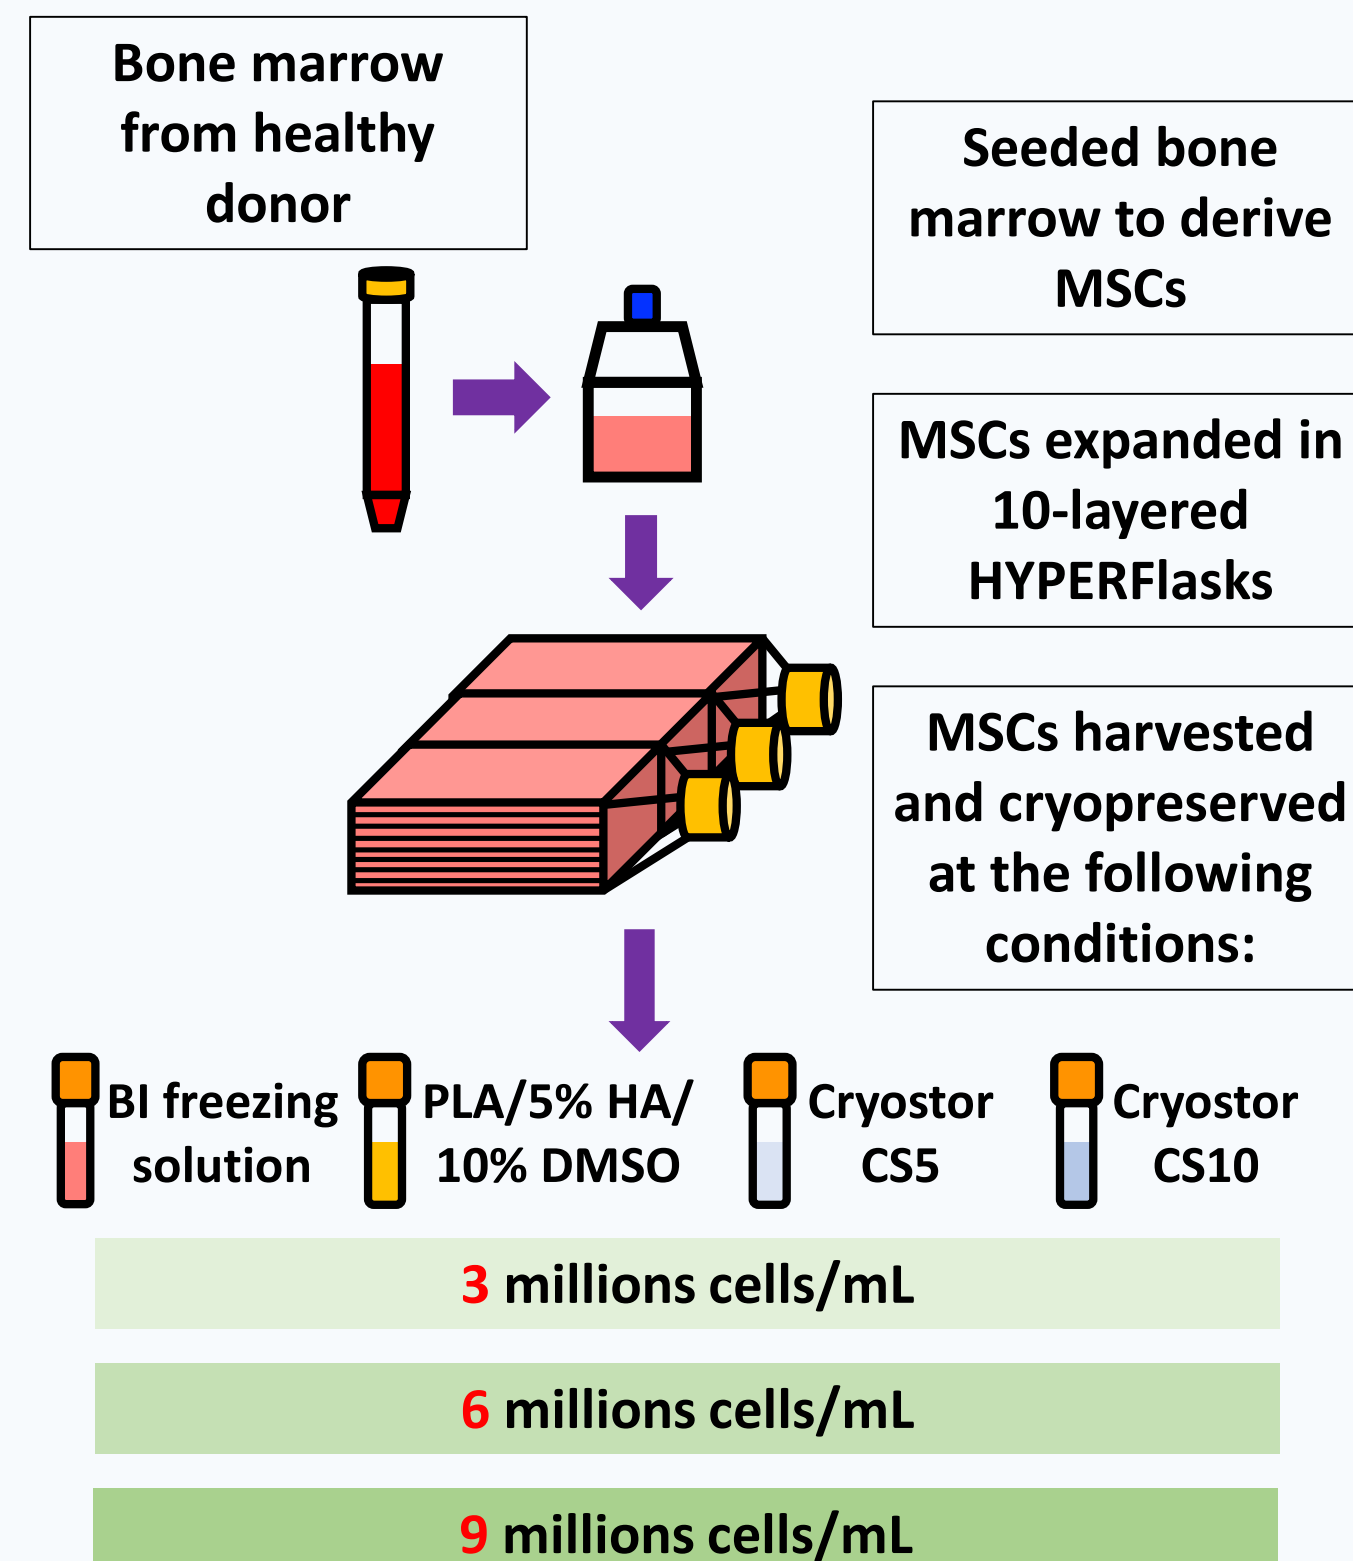 Bone marrow
from healthy
donor
Seeded bone
marrow to derive
MSCs
MSCs expanded in
10-layered
HYPERFlasks
MSCs harvested
and cryopreserved
at the following
conditions:
BI freezing
solution
PLA/5% HA/
10% DMSO
Cryostor
CS5
Cryostor
CS10
3 millions cells/mL
6 millions cells/mL
9 millions cells/mL